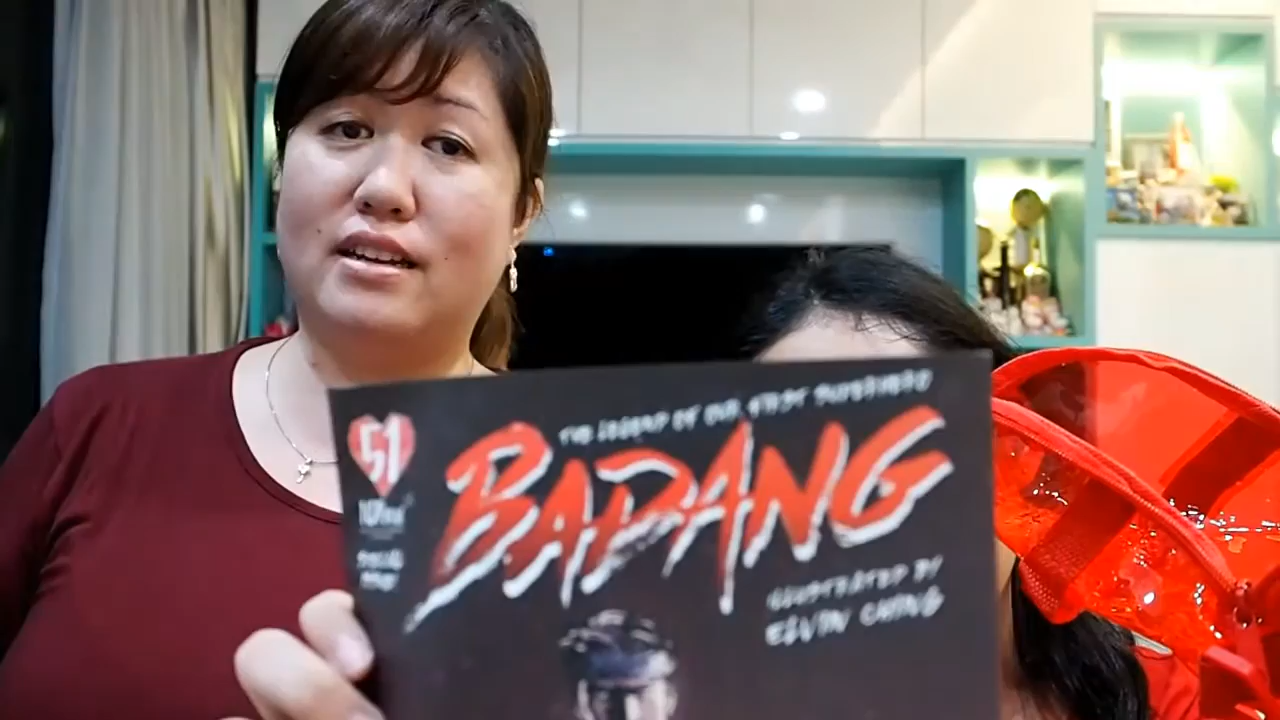 51
THE LEGEND OF OUR FIRST SUPERHERO
BADANG
ILLUSTRATED BY
ELVIN CHING